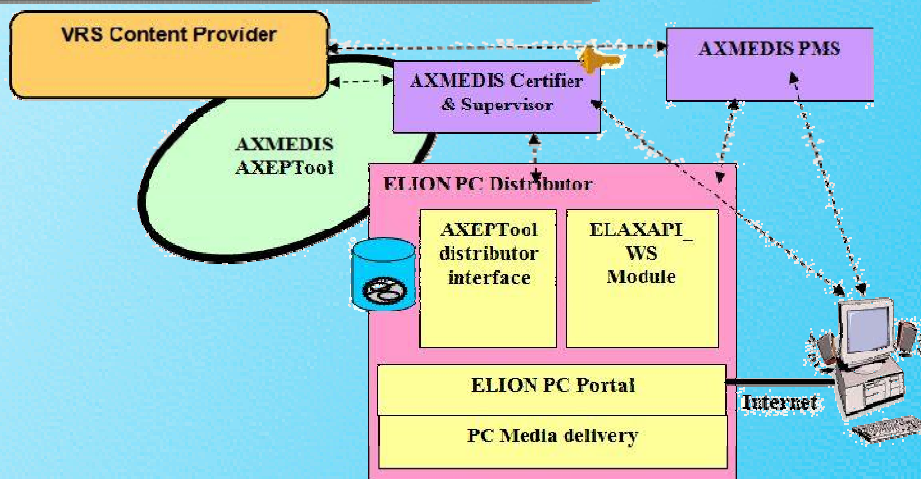 VRS Content Provider
AXMEDIS PMS
AXMEDIS Certifier
& Supervisor
AXMEDIS
AXEPTool
ELION PC Distributor
AXEPTool
distributor
interface
ELAXAPI_
WS
Module
ELION PC Portal
Internet
PC Media delivery